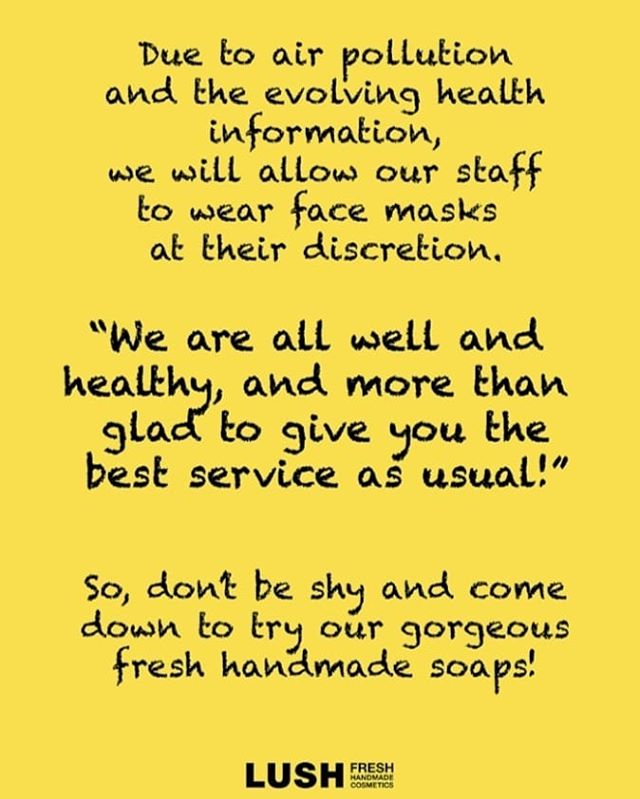 Due to air pollution
and the evolving health
information,
we will allow our staff
to wear face masks
at their discretion.
“We are all well and
healthy, and more than
glad to give you the
best service as usual!”
So, don't be shy and come
down to try our gorgeous
fresh handmade soaps!
LUSH FRESH
HANDMADE
COSMETICS